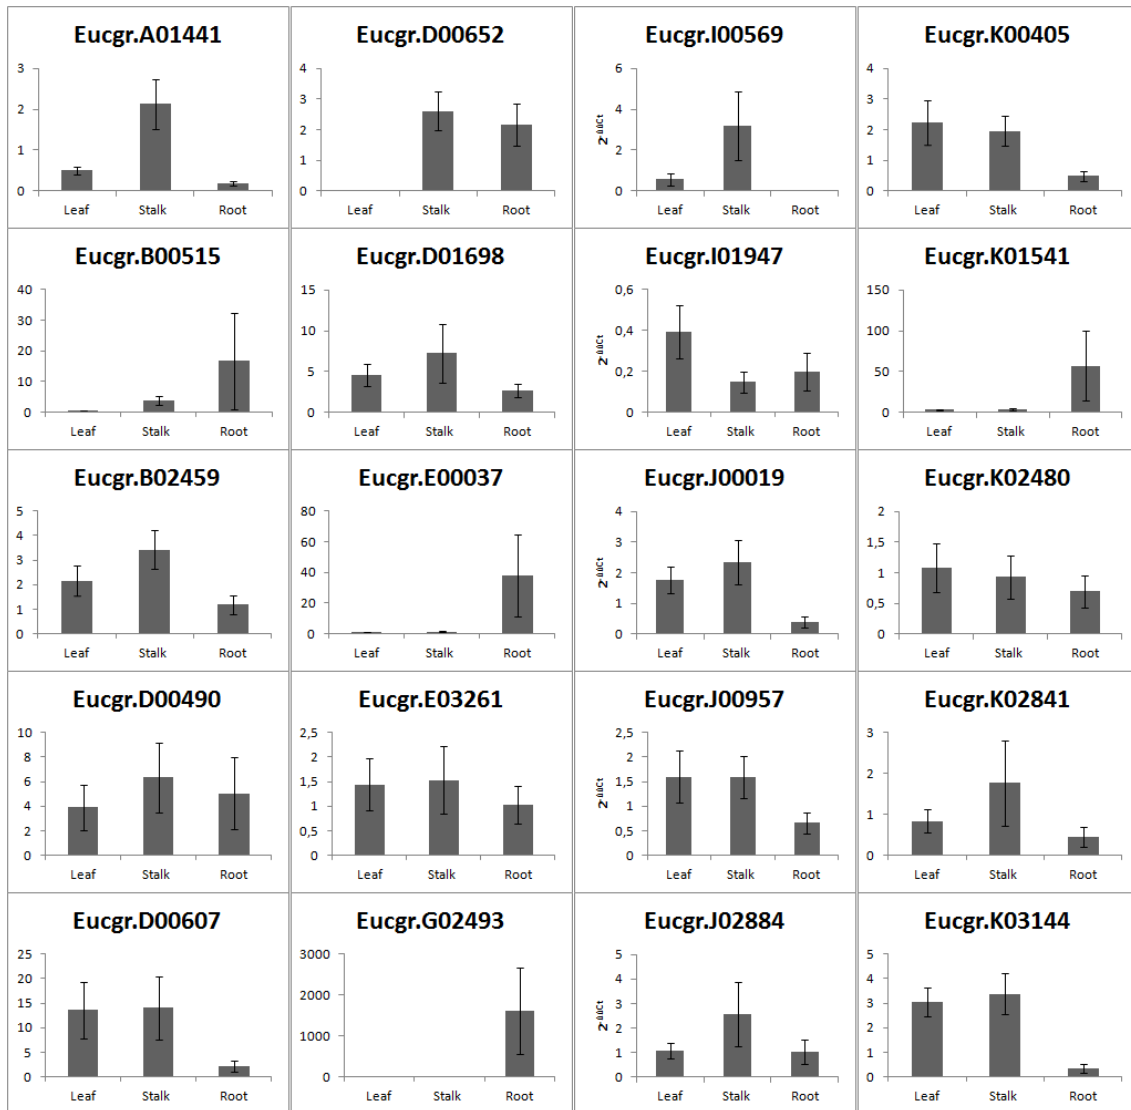 Eucgr.A01441
3
2
1
0
Leaf Stalk Root
Eucgr.D00652
4
3
2
1
0
Leaf Stalk Root
Eucgr.I00569
2-ûûCt
6
4
2
0
Leaf Stalk Root
Eucgr.K00405
4
3
2
1
0
Leaf Stalk Root
Eucgr.B00515
40
30
20
10
0
Leaf Stalk Root
Eucgr.D01698
15
10
5
0
Leaf Stalk Root
Eucgr.I01947
2-ûûCt
0,6
0,4
0,2
0
Leaf Stalk Root
Eucgr.K01541
150
100
50
0
Leaf Stalk Root
Eucgr.B02459
5
4
3
2
1
0
Leaf Stalk Root
Eucgr.E00037
80
60
40
20
0
Leaf Stalk Root
Eucgr.J00019
2-ûûCt
4
3
2
1
0
Leaf Stalk Root
Eucgr.K02480
2
1,5
1
0,5
0
Leaf Stalk Root
Eucgr.D00490
10
8
6
4
2
0
Leaf Stalk Root
Eucgr.E03261
2,5
2
1,5
1
0,5
0
Leaf Stalk Root
Eucgr.J00957
2-ûûCt
2,5
2
1,5
1
0,5
0
Leaf Stalk Root
Eucgr.K02841
3
2
1
0
Leaf Stalk Root
Eucgr.D00607
25
20
15
10
5
0
Leaf Stalk Root
Eucgr.G02493
3000
2000
1000
0
Leaf Stalk Root
Eucgr.J02884
2-ûûCt
5
4
3
2
1
0
Leaf Stalk Root
Eucgr.K03144
5
4
3
2
1
0
Leaf Stalk Root